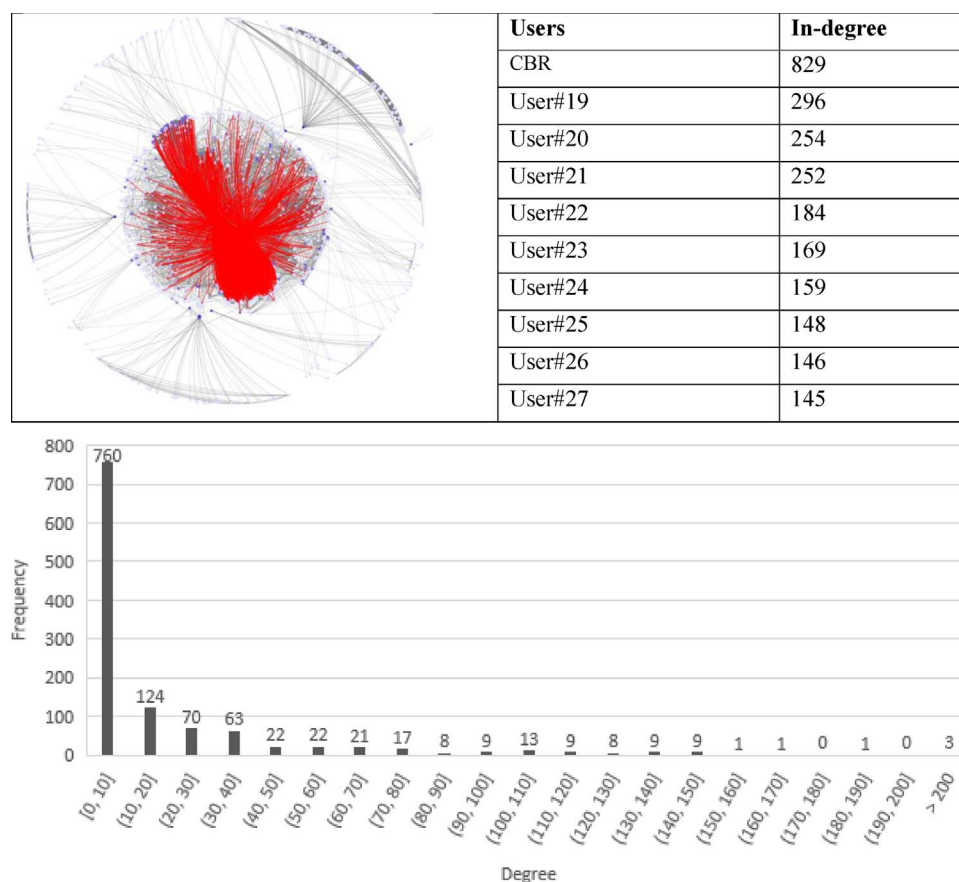 Users In-degree
CBR 829
User#19 296
User#20 254
User#21 252
User#22 184
User#23 169
User#24 159
User#25 148
User#26 146
User#27 145
800
700
600
500
400
300
200
100
0
Frequency
760 124 70 63 22 22 21 17 8 9 13 9 8 9 9 1 1 0 1 0 3
[0, 10] (10, 20] (20, 30] (30, 40] (40, 50] (50, 60] (60, 70] (70, 80] (80, 90] (90, 100] (100, 110] (110, 120] (120, 130] (130, 140] (140, 150] (150, 160] (160, 170] (170, 180] (180, 190] (190, 200] > 200
Degree